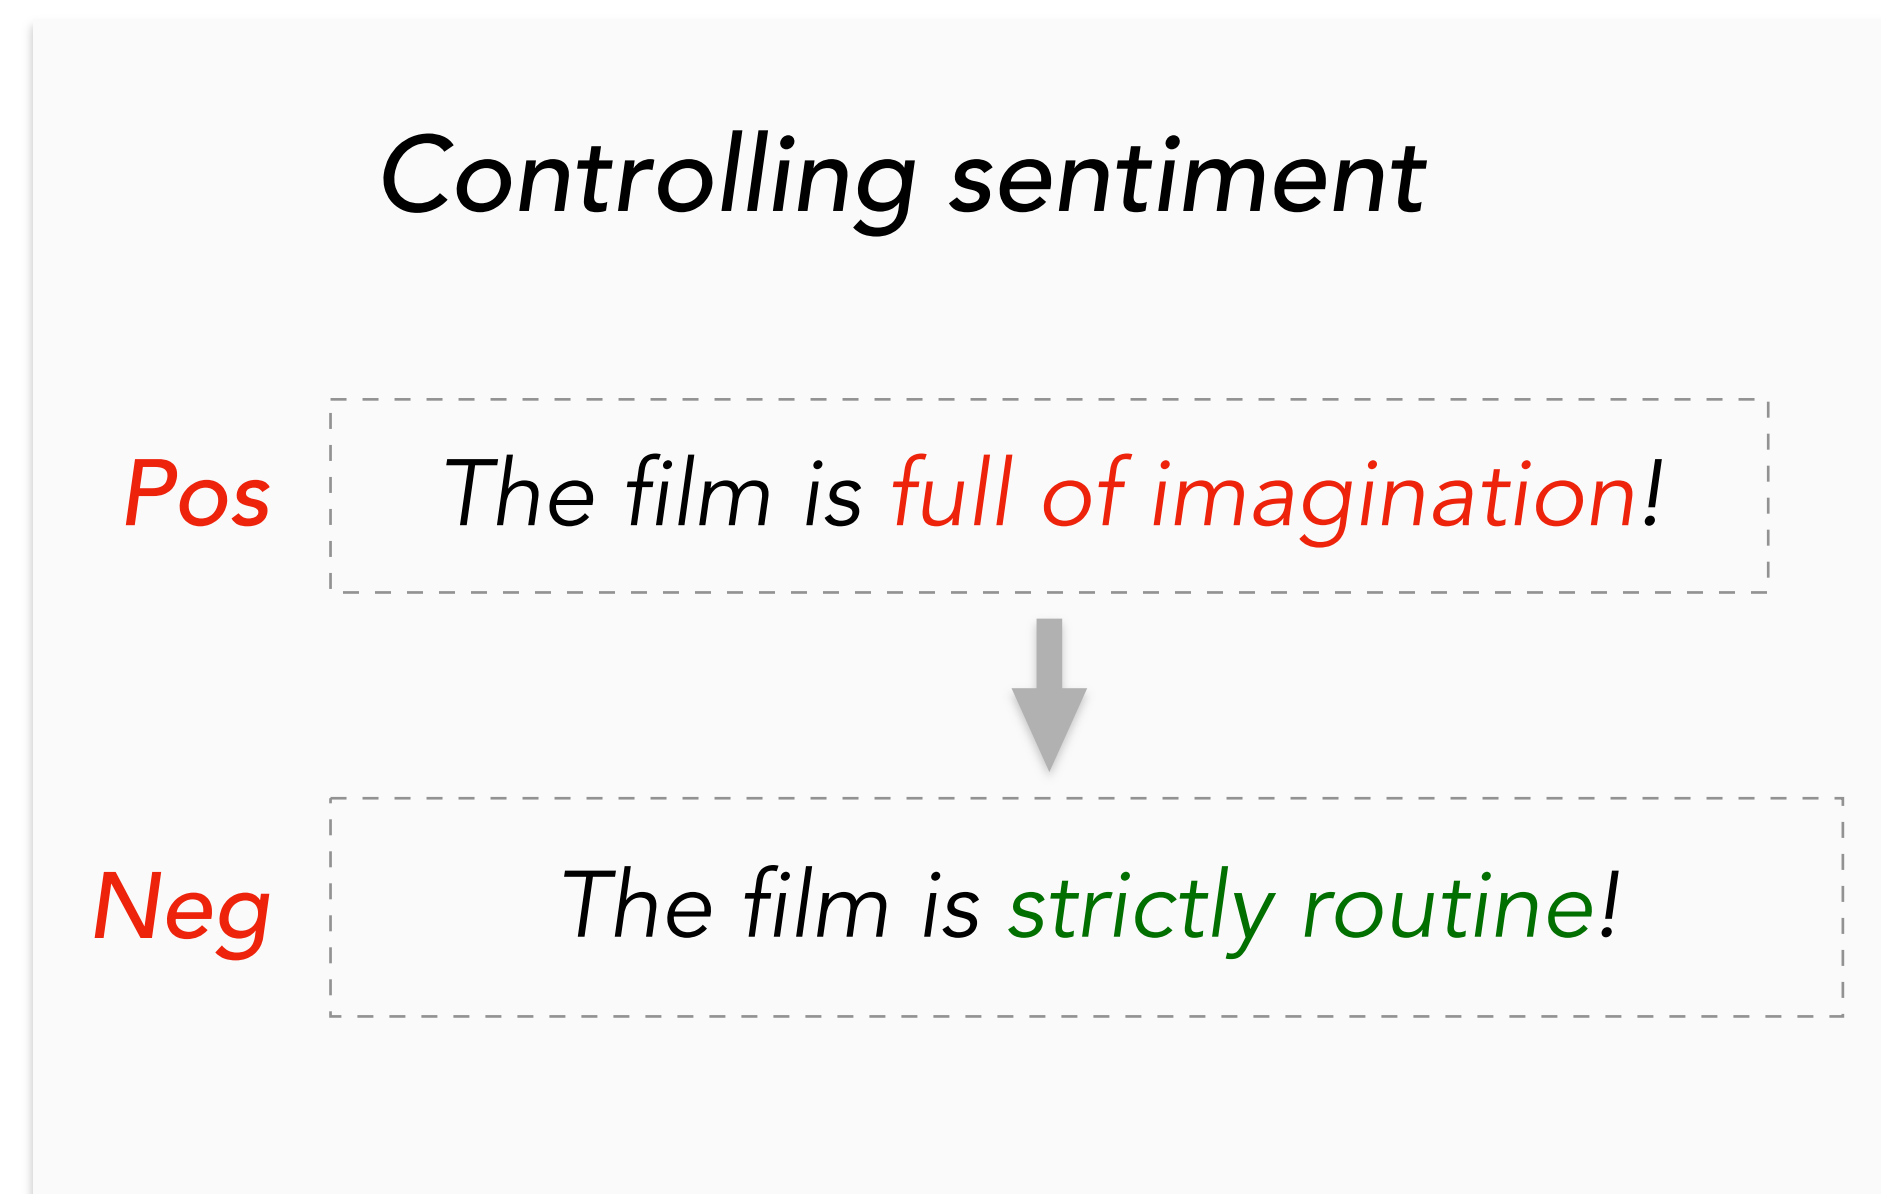 Controlling sentiment
Pos The film is full of imagination!
Neg The film is strictly routine!